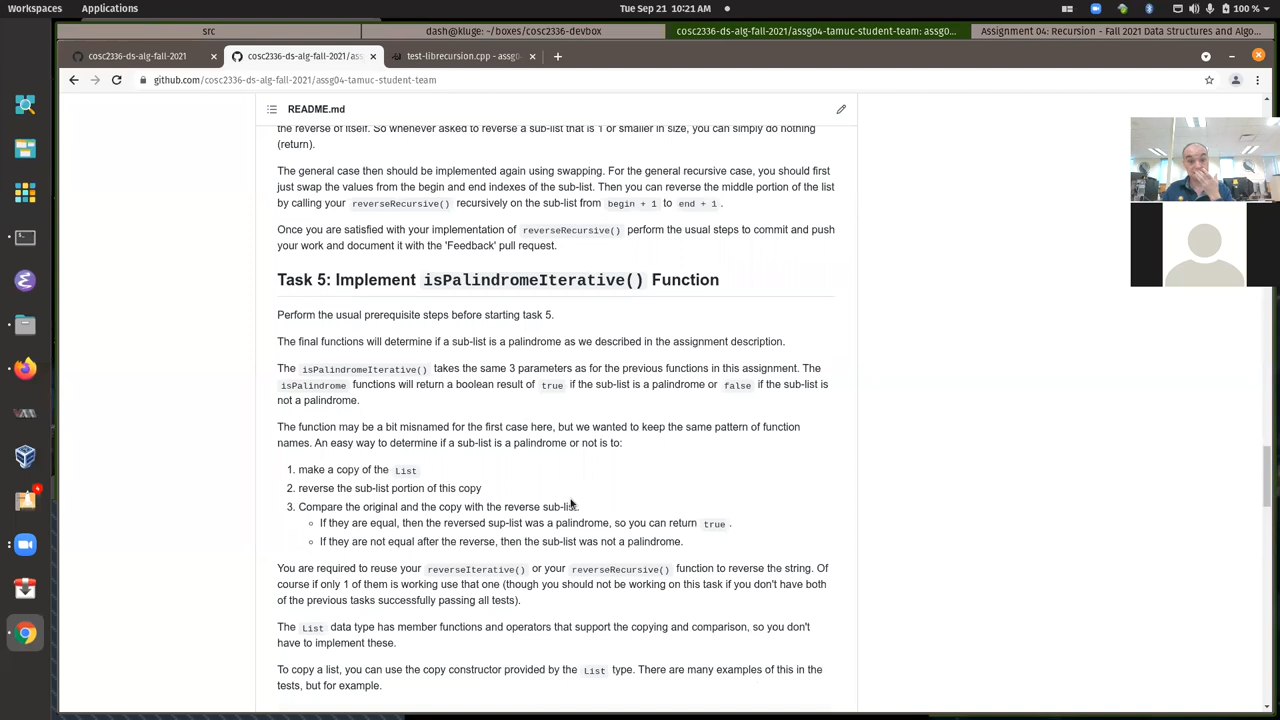 Workspaces Applications Tue Sep 21 10:21 AM 100 %
src dash@kluge: ~/boxes/cosc2336-devbox cosc2336-ds-alg-fall-2021/assg04-tamuc-student-team: assg0... Assignment 04: Recursion - Fall 2021 Data Structures and Algo...
cosc2336-ds-alg-fall-2021 cosc2336-ds-alg-fall-2021/as test-librecursion.cpp - assg
github.com/cosc2336-ds-alg-fall-2021/assg04-tamuc-student-team
README.md
the reverse of itself. So whenever asked to reverse a sub-list that is 1 or smaller in size, you can simply do nothing
(return).
The general case then should be implemented again using swapping. For the general recursive case, you should first
just swap the values from the begin and end indexes of the sub-list. Then you can reverse the middle portion of the list
by calling your reverseRecursive() recursively on the sub-list from begin + 1 to end + 1 .
Once you are satisfied with your implementation of reverseRecursive() perform the usual steps to commit and push
your work and document it with the 'Feedback' pull request.
Task 5: Implement isPalindromeIterative() Function
Perform the usual prerequisite steps before starting task 5.
The final functions will determine if a sub-list is a palindrome as we described in the assignment description.
The isPalindromeIterative() takes the same 3 parameters as for the previous functions in this assignment. The
isPalindrome functions will return a boolean result of true if the sub-list is a palindrome or false if the sub-list is
not a palindrome.
The function may be a bit misnamed for the first case here, but we wanted to keep the same pattern of function
names. An easy way to determine if a sub-list is a palindrome or not is to:
1. make a copy of the List
2. reverse the sub-list portion of this copy
3. Compare the original and the copy with the reverse sub-list.
If they are equal, then the reversed sup-list was a palindrome, so you can return true .
If they are not equal after the reverse, then the sub-list was not a palindrome.
You are required to reuse your reverseIterative() or your reverseRecursive() function to reverse the string. Of
course if only 1 of them is working use that one (though you should not be working on this task if you don't have both
of the previous tasks successfully passing all tests).
The List data type has member functions and operators that support the copying and comparison, so you don't
have to implement these.
To copy a list, you can use the copy constructor provided by the List type. There are many examples of this in the
tests, but for example.